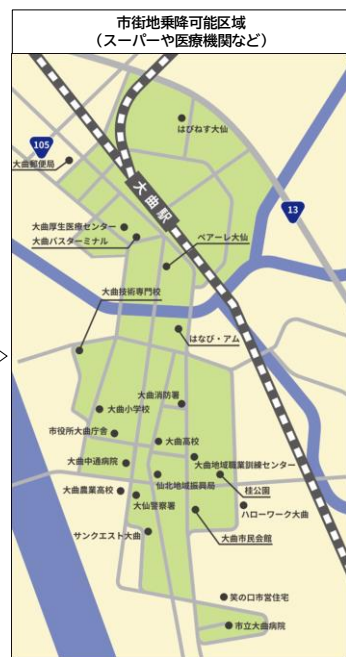 市街地乗降可能区域
（スーパーや医療機関など）
はぴねす大仙
105
大曲郵便局
大曲駅
13
大曲厚生医療センター
大曲バスターミナル
ペアーレ大仙
大曲技術専門校
はなび・アム
大曲消防署
大曲小学校
市役所大曲庁舎
大曲高校
大曲中通病院
大曲地域職業訓練センター
仙北地域振興局
桂公園
大曲農業高校
大仙警察署
ハローワーク大曲
サンクエスト大曲
大曲市民会館
笑の口市営住宅
市立大曲病院